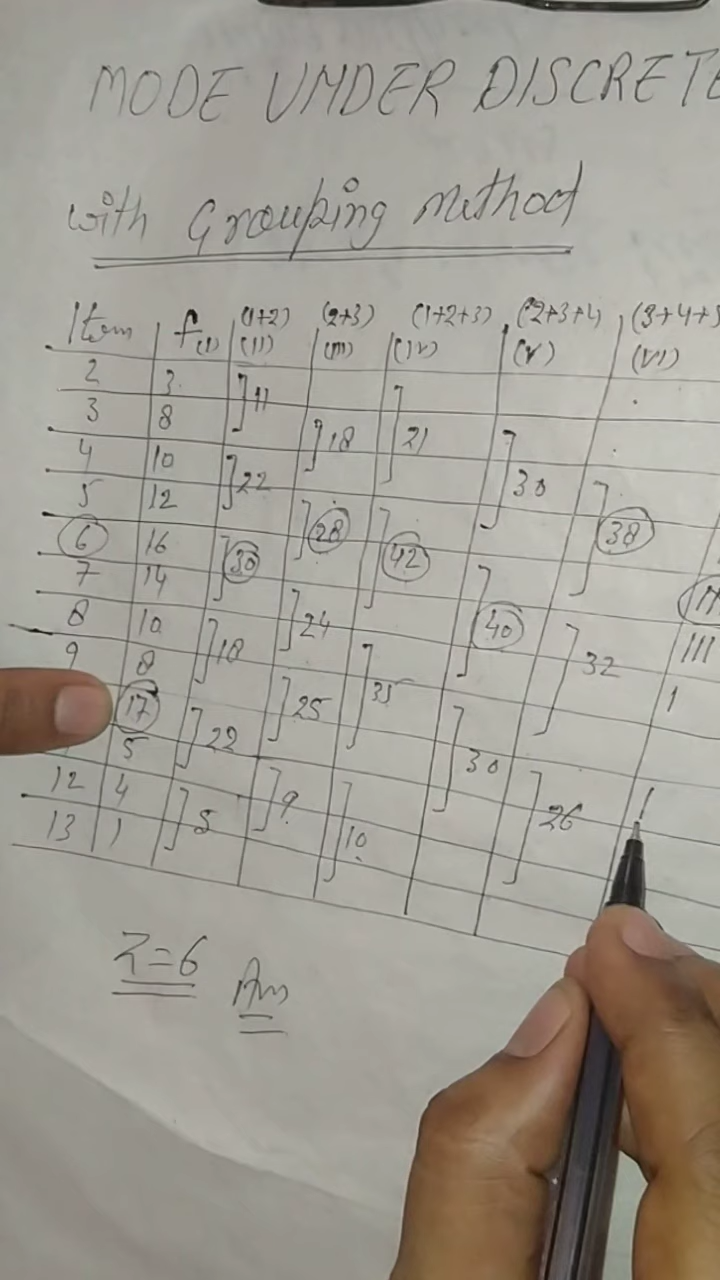 MODE UNDER DISCRETE
with Grouping Method
Item f (1+2) (2+3) (1+2+3) (2+3+4) (3+4+5
(I) (II) (III) (IV) (V) (VI)
2 3
3 8 11
4 10 18 21
5 12 22 30
6 16 28 38
7 14 30 42
8 10 24 40 III
9 8 18 32 I
17 25 35
5 22 30
12 4 9 26 I
13 1 5 10
Z=6 Ans